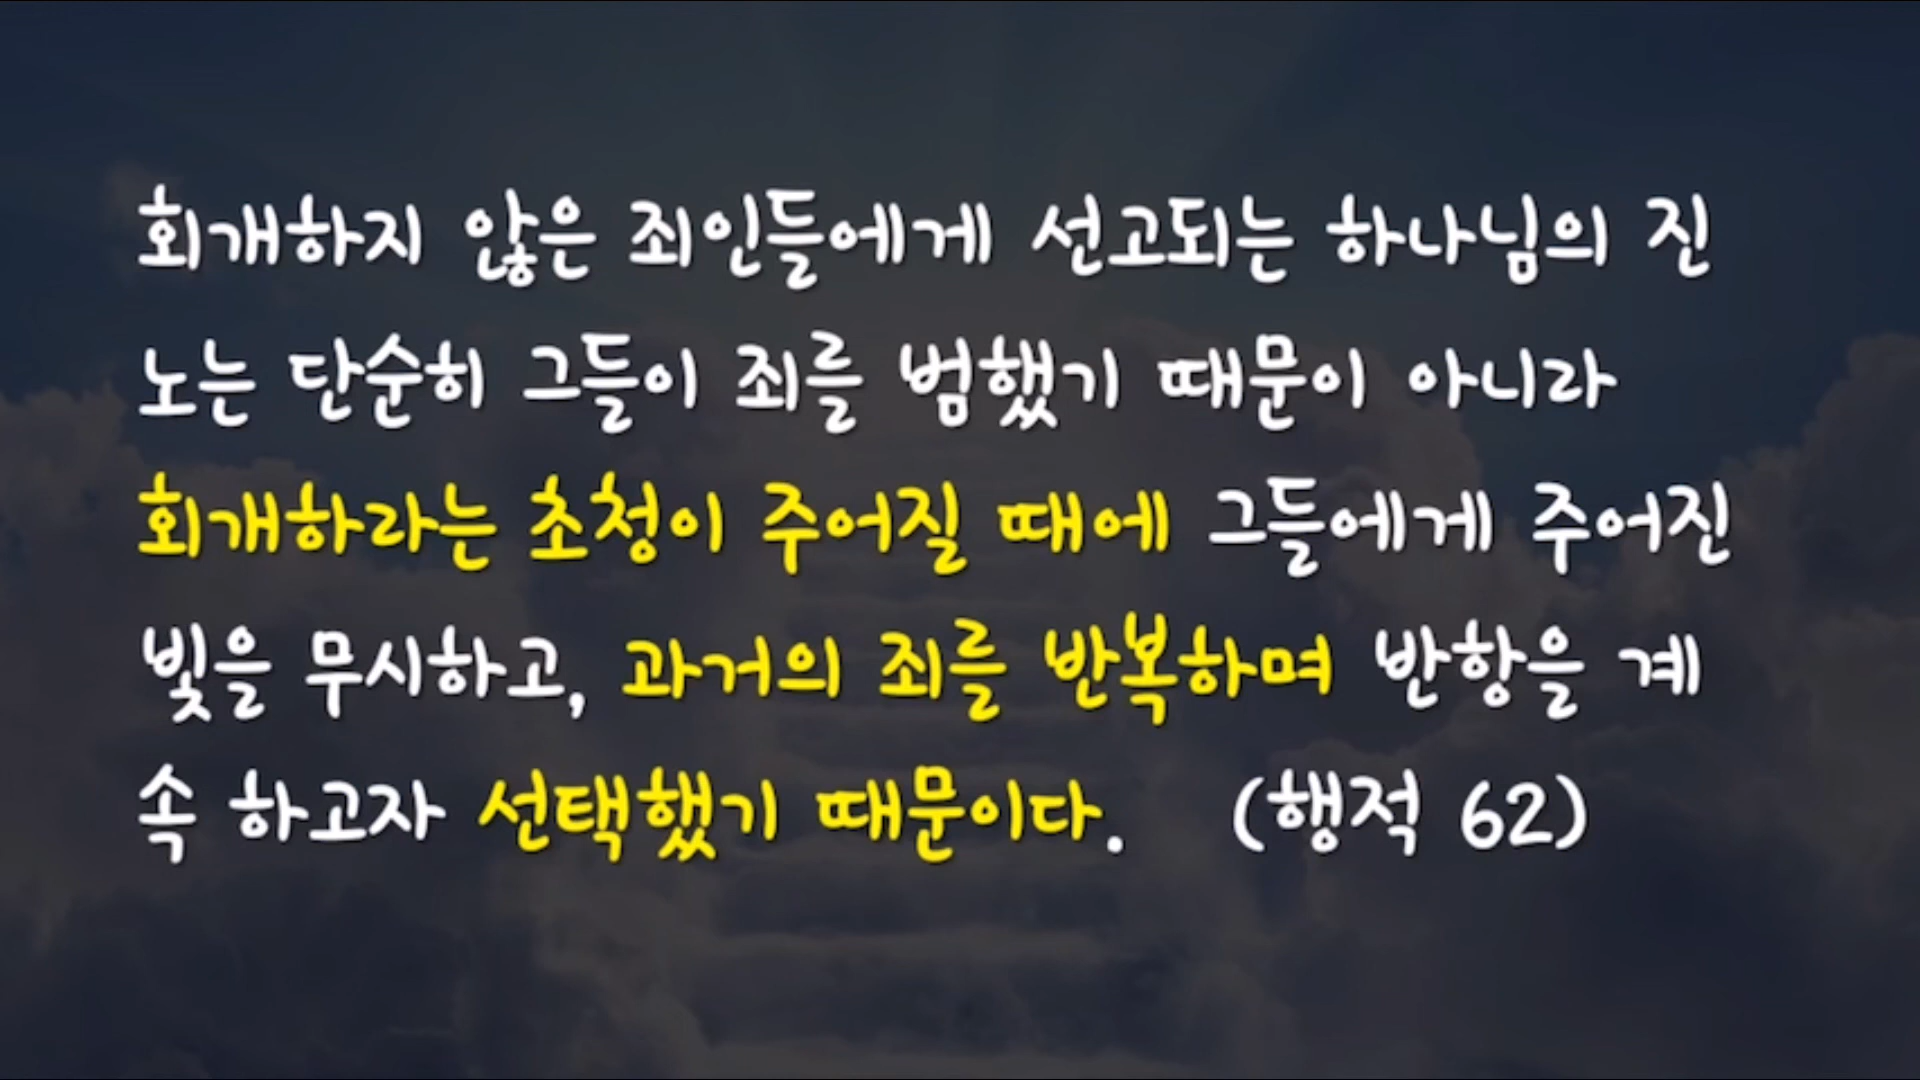 회개하지 않은 죄인들에게 선고되는 하나님의 진
노는 단순히 그들이 죄를 범했기 때문이 아니라
회개하라는 초청이 주어질 때에 그들에게 주어진
빛을 무시하고, 과거의 죄를 반복하며 반항을 계
속 하고자 선택했기 때문이다. (행적 62)